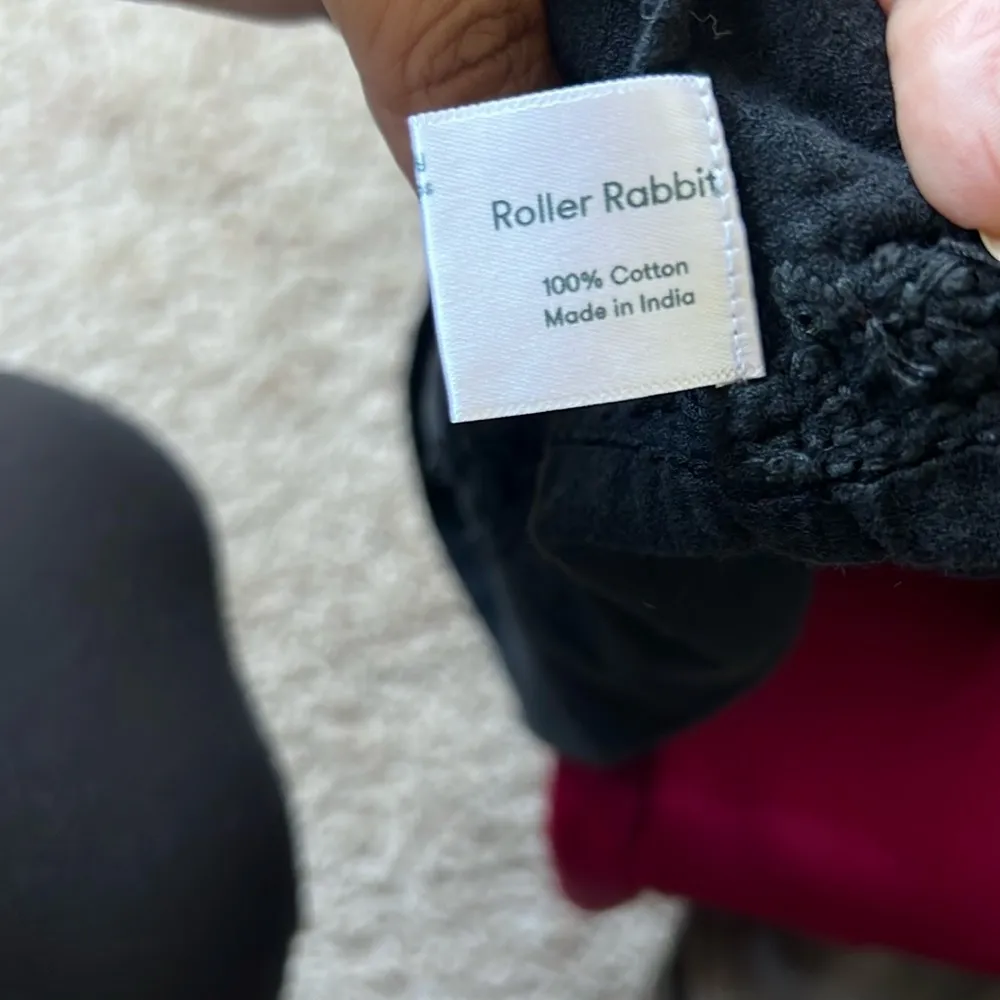 Roller Rabbit
100% Cotton
Made in India